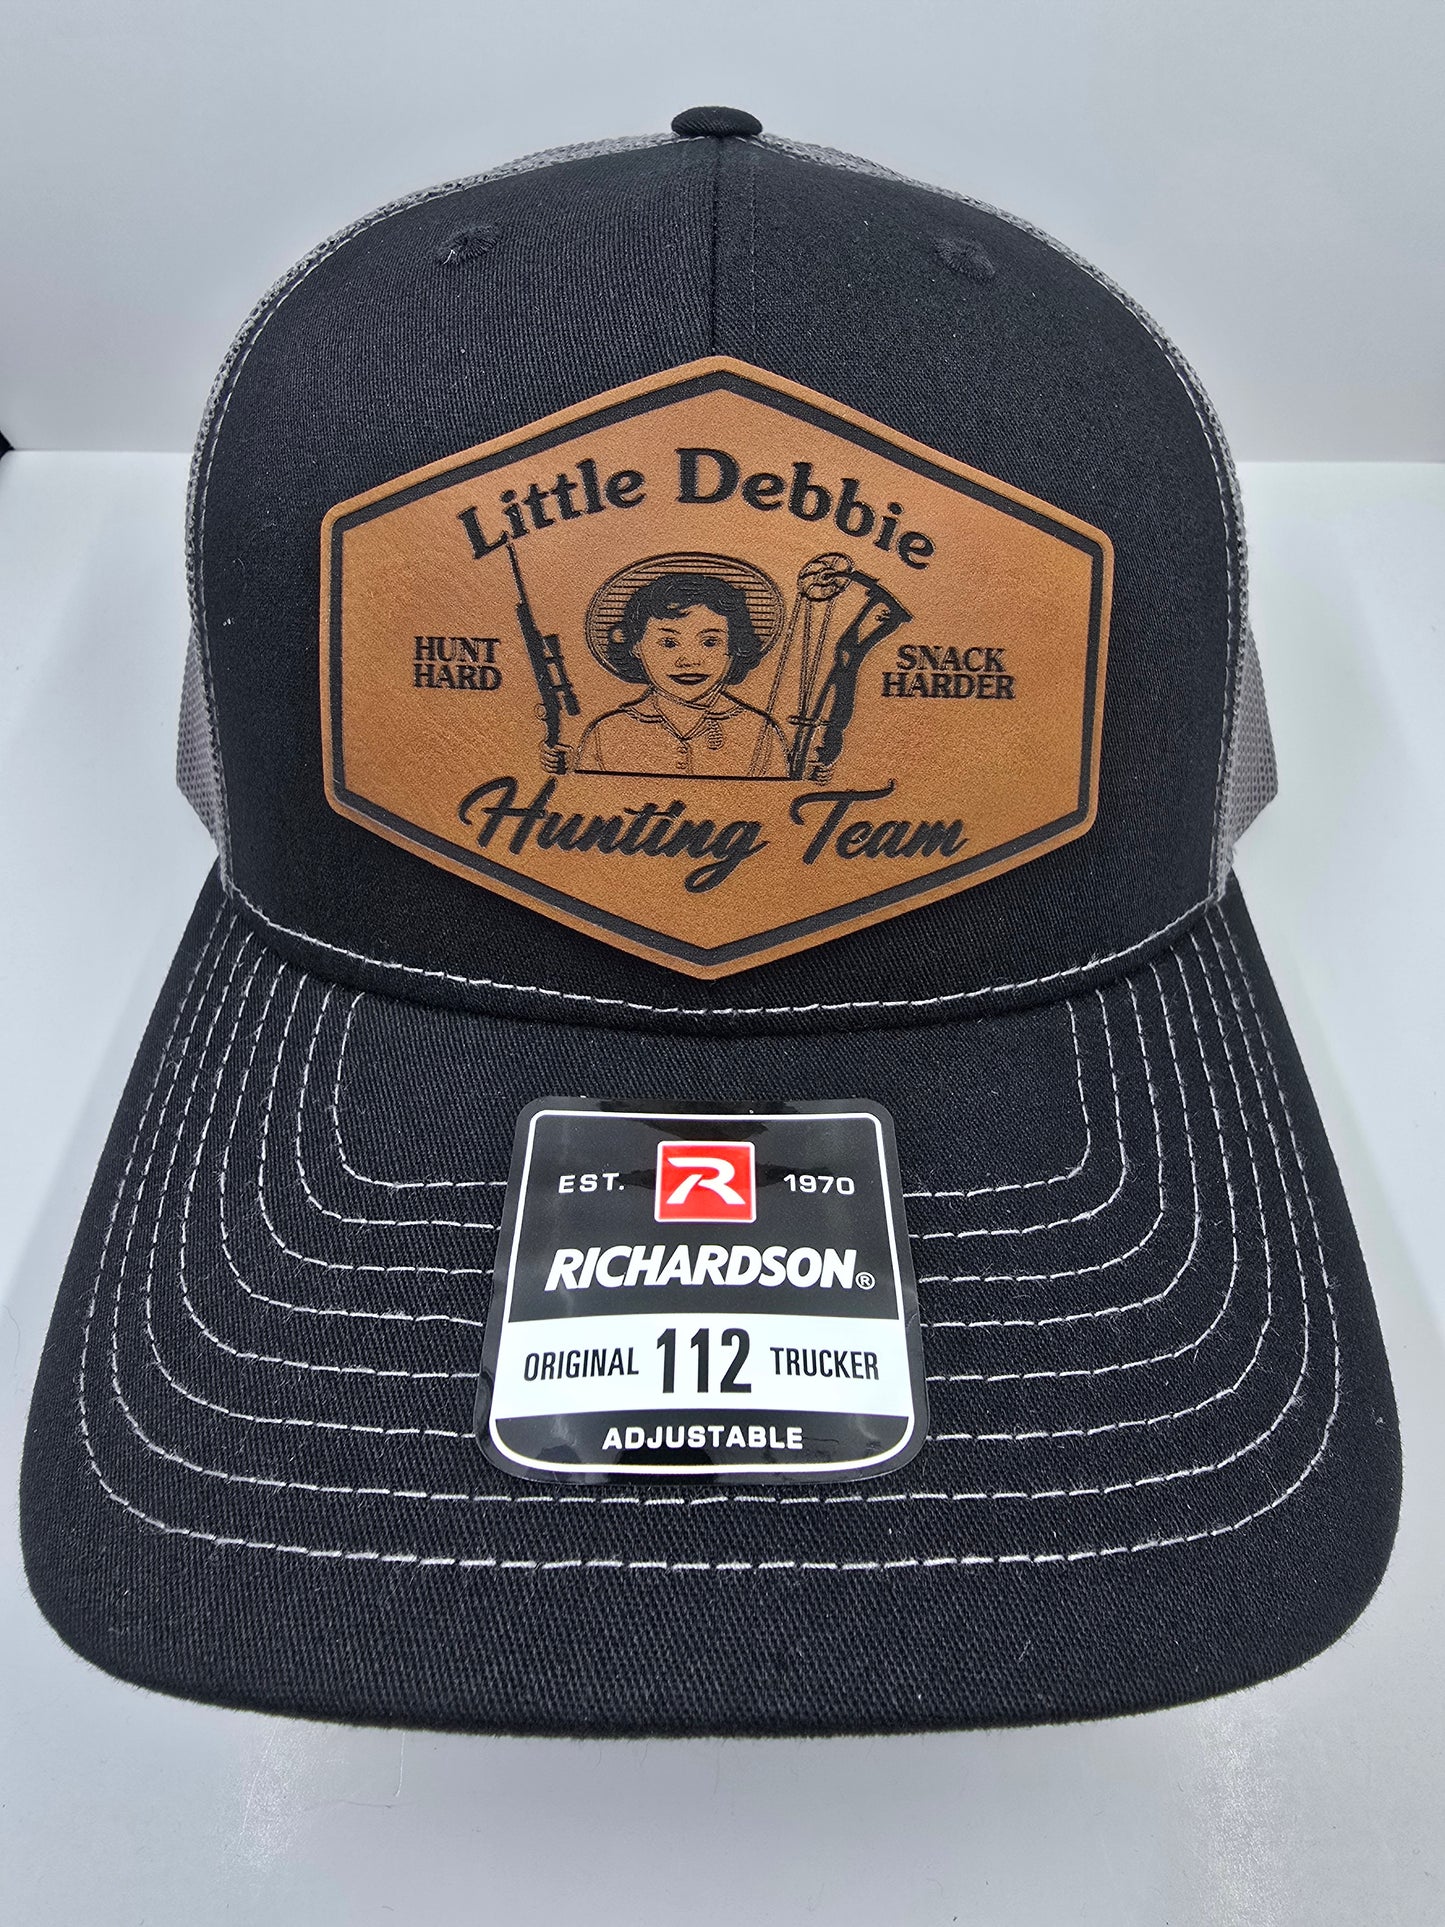 Little Debbie
HUNT
HARD
SNACK
HARDER
Hunting Team
EST. R 1970
RICHARDSON®
ORIGINAL 112 TRUCKER
ADJUSTABLE